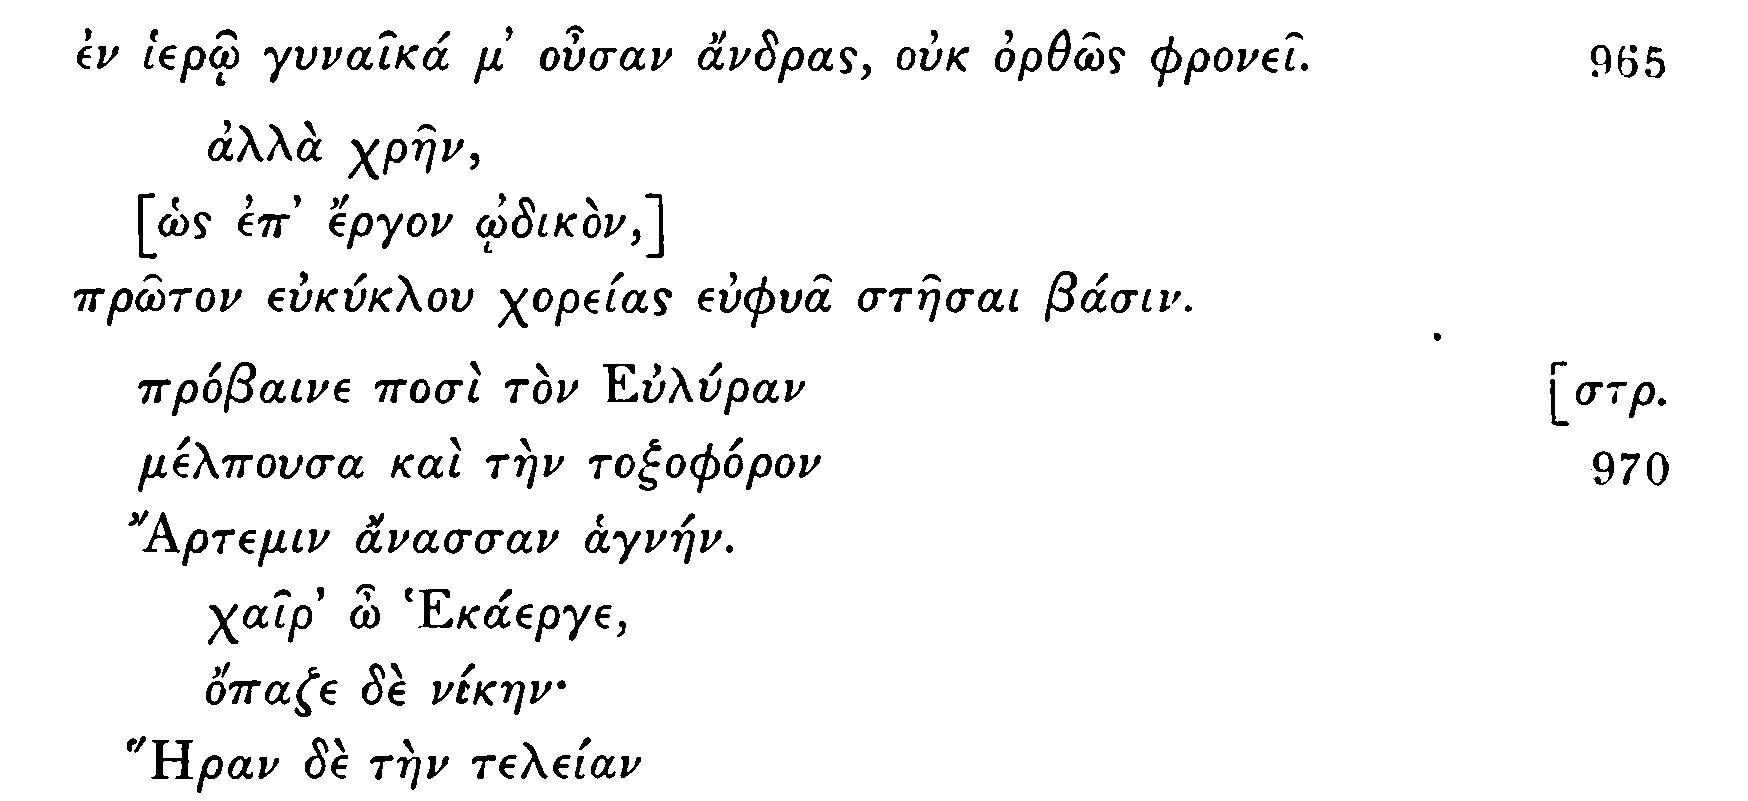 ἐν ἱερῷ γυναῖκά μ’ οὖσαν ἄνδρας, οὐκ ὀρθῶς φρονεῖ. 965
ἀλλὰ χρῆν,
[ὡς ἐπ’ ἔργον ᾠδικὸν,]
πρῶτον εὐκύκλου χορείας εὐφυᾶ στῆσαι βάσιν.
πρόβαινε ποσὶ τὸν Εὐλύραν [στρ.
μέλπουσα καὶ τὴν τοξοφόρον 970
Ἄρτεμιν ἄνασσαν ἁγνήν.
χαῖρ’ ὦ Ἑκάεργε,
ὄπαζε δὲ νίκην·
Ἥραν δὲ τὴν τελείαν